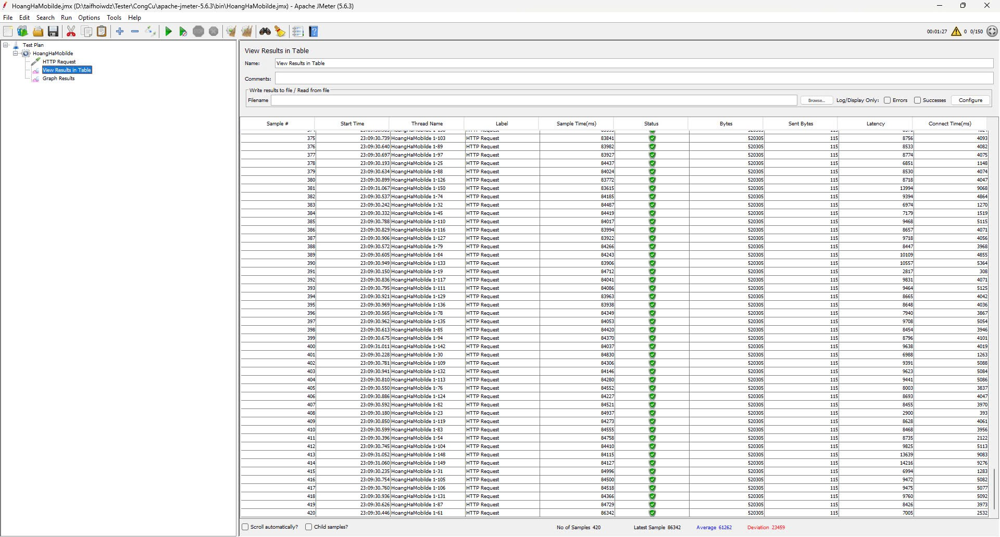 HoangHaMobilde.jmx (D:\taifhoiwdz\Tester\CongCu\apache-jmeter-5.6.3\bin\HoangHaMobilde.jmx) - Apache JMeter (5.6.3)
File Edit Search Run Options Tools Help
00:01:27 0 0/150
Test Plan
HoangHaMobilde
HTTP Request
View Results in Table
Graph Results
View Results in Table
Name: View Results in Table
Comments:
Write results to file / Read from file
Filename Browse... Log/Display Only: Errors Successes Configure
Sample # Start Time Thread Name Label Sample Time(ms) Status Bytes Sent Bytes Latency Connect Time(ms)
375 23:09:30.739 HoangHaMobilde 1-103 HTTP Request 83841 520305 115 8756 4093
376 23:09:30.640 HoangHaMobilde 1-89 HTTP Request 83982 520305 115 8533 4082
377 23:09:30.697 HoangHaMobilde 1-97 HTTP Request 83927 520305 115 8774 4075
378 23:09:30.193 HoangHaMobilde 1-25 HTTP Request 84437 520305 115 6851 1148
379 23:09:30.634 HoangHaMobilde 1-88 HTTP Request 84024 520305 115 8530 4074
380 23:09:30.899 HoangHaMobilde 1-126 HTTP Request 83772 520305 115 8718 4047
381 23:09:31.067 HoangHaMobilde 1-150 HTTP Request 83615 520305 115 13994 9068
382 23:09:30.537 HoangHaMobilde 1-74 HTTP Request 84185 520305 115 9394 4864
383 23:09:30.242 HoangHaMobilde 1-32 HTTP Request 84487 520305 115 6974 1270
384 23:09:30.332 HoangHaMobilde 1-45 HTTP Request 84419 520305 115 7179 1519
385 23:09:30.788 HoangHaMobilde 1-110 HTTP Request 84017 520305 115 9468 5115
386 23:09:30.829 HoangHaMobilde 1-116 HTTP Request 83994 520305 115 8657 4071
387 23:09:30.906 HoangHaMobilde 1-127 HTTP Request 83922 520305 115 9718 4056
388 23:09:30.572 HoangHaMobilde 1-79 HTTP Request 84266 520305 115 8447 3968
389 23:09:30.605 HoangHaMobilde 1-84 HTTP Request 84243 520305 115 10109 4855
390 23:09:30.949 HoangHaMobilde 1-133 HTTP Request 83906 520305 115 10557 5364
391 23:09:30.150 HoangHaMobilde 1-19 HTTP Request 84712 520305 115 2817 308
392 23:09:30.836 HoangHaMobilde 1-117 HTTP Request 84041 520305 115 9831 4071
393 23:09:30.795 HoangHaMobilde 1-111 HTTP Request 84086 520305 115 9464 5125
394 23:09:30.921 HoangHaMobilde 1-129 HTTP Request 83963 520305 115 8665 4042
395 23:09:30.969 HoangHaMobilde 1-136 HTTP Request 83938 520305 115 8648 4036
396 23:09:30.565 HoangHaMobilde 1-78 HTTP Request 84349 520305 115 7940 3867
397 23:09:30.962 HoangHaMobilde 1-135 HTTP Request 84053 520305 115 9708 5054
398 23:09:30.613 HoangHaMobilde 1-85 HTTP Request 84420 520305 115 8454 3946
399 23:09:30.675 HoangHaMobilde 1-94 HTTP Request 84370 520305 115 8796 4101
400 23:09:31.011 HoangHaMobilde 1-142 HTTP Request 84037 520305 115 9638 4019
401 23:09:30.228 HoangHaMobilde 1-30 HTTP Request 84830 520305 115 6988 1263
402 23:09:30.781 HoangHaMobilde 1-109 HTTP Request 84306 520305 115 9391 5088
403 23:09:30.941 HoangHaMobilde 1-132 HTTP Request 84146 520305 115 9623 5084
404 23:09:30.810 HoangHaMobilde 1-113 HTTP Request 84280 520305 115 9441 5086
405 23:09:30.550 HoangHaMobilde 1-76 HTTP Request 84552 520305 115 8003 3837
406 23:09:30.886 HoangHaMobilde 1-124 HTTP Request 84227 520305 115 8693 4047
407 23:09:30.592 HoangHaMobilde 1-82 HTTP Request 84521 520305 115 8455 3970
408 23:09:30.180 HoangHaMobilde 1-23 HTTP Request 84937 520305 115 2900 393
409 23:09:30.850 HoangHaMobilde 1-119 HTTP Request 84273 520305 115 8628 4061
410 23:09:30.599 HoangHaMobilde 1-83 HTTP Request 84555 520305 115 8468 3956
411 23:09:30.396 HoangHaMobilde 1-54 HTTP Request 84758 520305 115 8735 2122
412 23:09:30.745 HoangHaMobilde 1-104 HTTP Request 84410 520305 115 9825 5113
413 23:09:31.052 HoangHaMobilde 1-148 HTTP Request 84115 520305 115 13639 9083
414 23:09:31.060 HoangHaMobilde 1-149 HTTP Request 84127 520305 115 14216 9276
415 23:09:30.235 HoangHaMobilde 1-31 HTTP Request 84996 520305 115 6994 1283
416 23:09:30.754 HoangHaMobilde 1-105 HTTP Request 84500 520305 115 9472 5082
417 23:09:30.760 HoangHaMobilde 1-106 HTTP Request 84518 520305 115 9475 5077
418 23:09:30.936 HoangHaMobilde 1-131 HTTP Request 84366 520305 115 9760 5092
419 23:09:30.626 HoangHaMobilde 1-87 HTTP Request 84729 520305 115 8426 3973
420 23:09:30.446 HoangHaMobilde 1-61 HTTP Request 86342 520305 115 7005 2532
Scroll automatically? Child samples? No of Samples 420 Latest Sample 86342 Average 61262 Deviation 23459